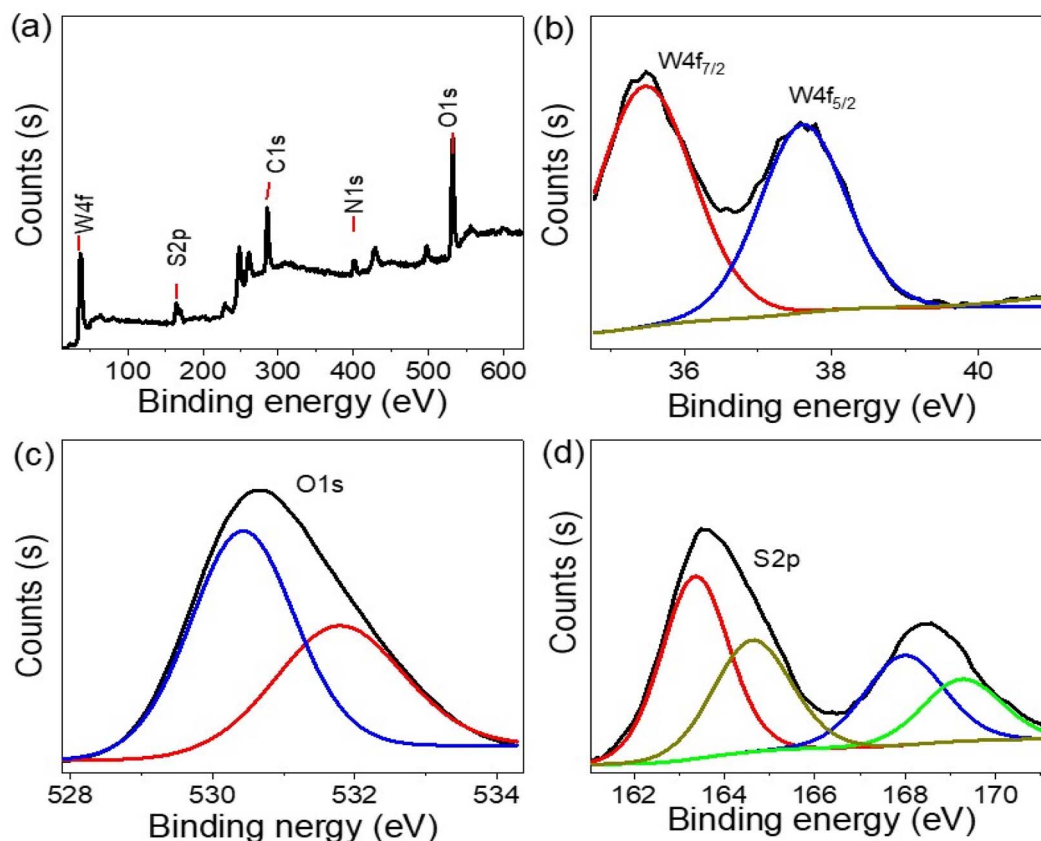 (a)
Counts (s)
W4f
S2p
C1s
N1s
O1s
100 200 300 400 500 600
Binding energy (eV)
(b)
Counts (s)
W4f7/2
W4f5/2
36 38 40
Binding energy (eV)
(c)
Counts (s)
O1s
528 530 532 534
Binding nergy (eV)
(d)
Counts (s)
S2p
162 164 166 168 170
Binding energy (eV)